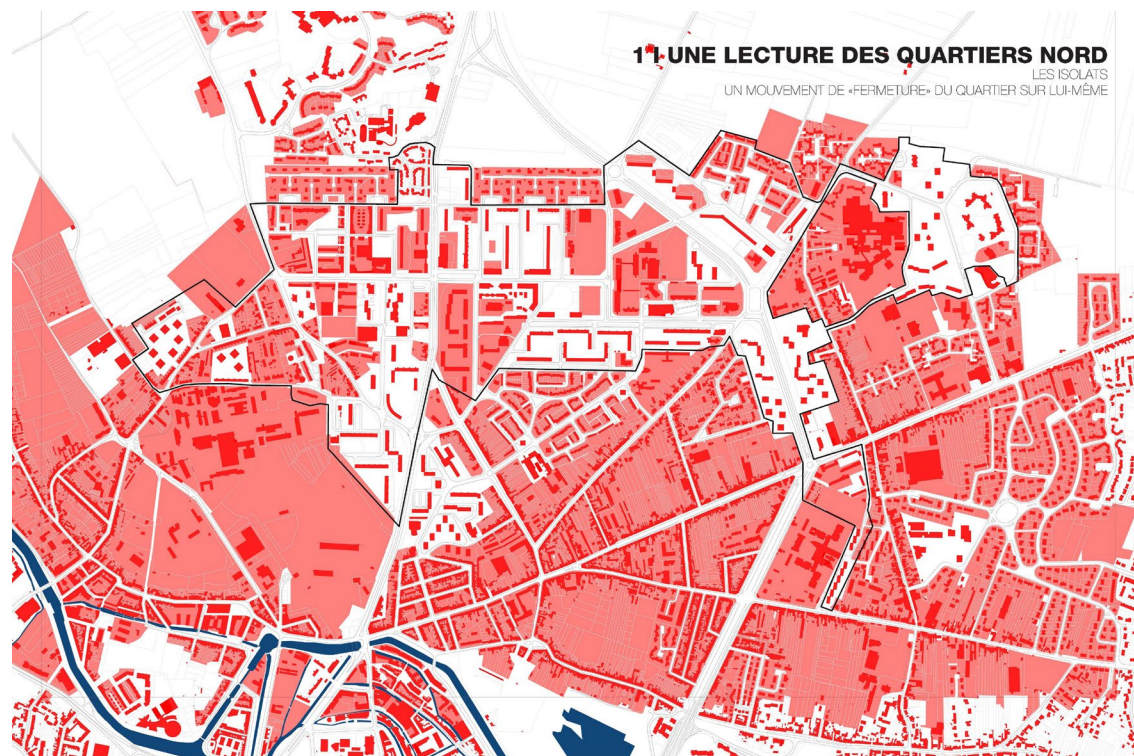 1 I UNE LECTURE DES QUARTIERS NORD
LES ISOLATS
UN MOUVEMENT DE «FERMETURE» DU QUARTIER SUR LUI-MÊME